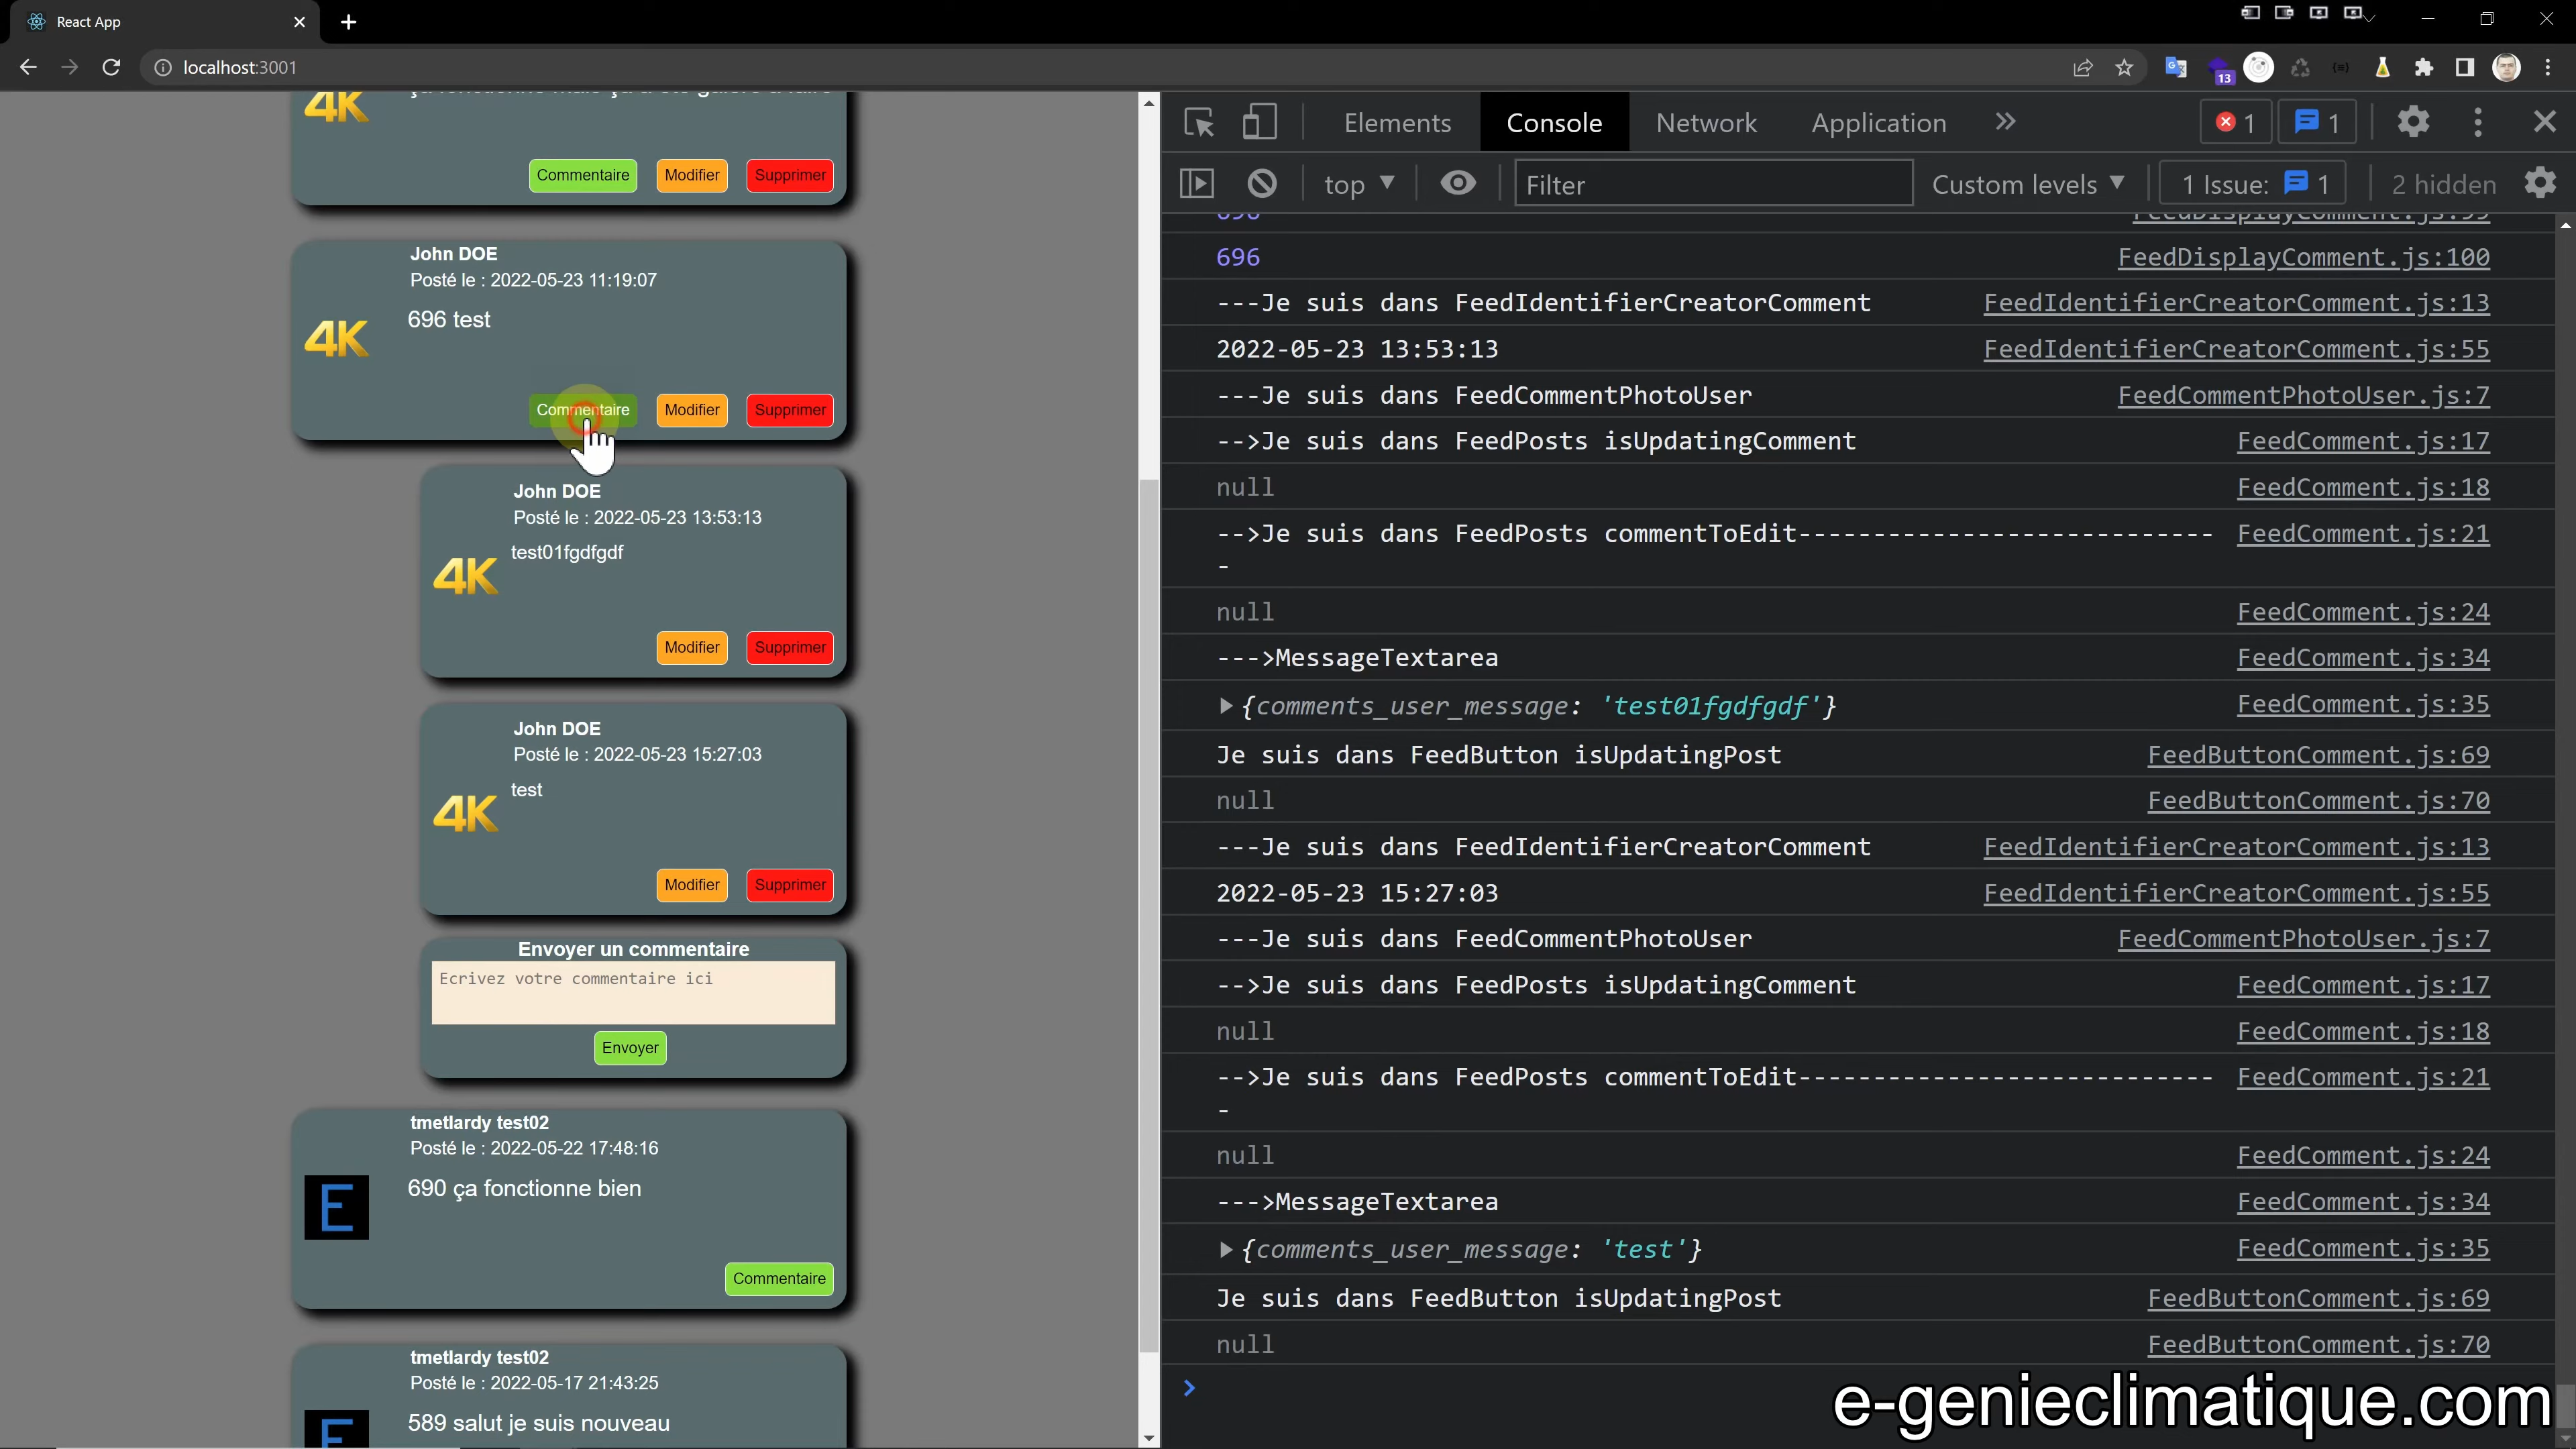 React App
localhost:3001
13
4K
Commentaire
Modifier
Supprimer
John DOE
Posté le : 2022-05-23 11:19:07
696 test
4K
Commentaire
Modifier
Supprimer
John DOE
Posté le : 2022-05-23 13:53:13
test01fgdfgdf
4K
Modifier
Supprimer
John DOE
Posté le : 2022-05-23 15:27:03
test
4K
Modifier
Supprimer
Envoyer un commentaire
Ecrivez votre commentaire ici
Envoyer
tmetlardy test02
Posté le : 2022-05-22 17:48:16
690 ça fonctionne bien
E
Commentaire
tmetlardy test02
Posté le : 2022-05-17 21:43:25
589 salut je suis nouveau
E
Elements
Console
Network
Application
1
1
top
Filter
Custom levels
1 Issue: 1
2 hidden
696 FeedDisplayComment.js:99
696 FeedDisplayComment.js:100
---Je suis dans FeedIdentifierCreatorComment FeedIdentifierCreatorComment.js:13
2022-05-23 13:53:13 FeedIdentifierCreatorComment.js:55
---Je suis dans FeedCommentPhotoUser FeedCommentPhotoUser.js:7
-->Je suis dans FeedPosts isUpdatingComment FeedComment.js:17
null FeedComment.js:18
-->Je suis dans FeedPosts commentToEdit---------------------------- FeedComment.js:21
-
null FeedComment.js:24
--->MessageTextarea FeedComment.js:34
{comments_user_message: 'test01fgdfgdf'} FeedComment.js:35
Je suis dans FeedButton isUpdatingPost FeedButtonComment.js:69
null FeedButtonComment.js:70
---Je suis dans FeedIdentifierCreatorComment FeedIdentifierCreatorComment.js:13
2022-05-23 15:27:03 FeedIdentifierCreatorComment.js:55
---Je suis dans FeedCommentPhotoUser FeedCommentPhotoUser.js:7
-->Je suis dans FeedPosts isUpdatingComment FeedComment.js:17
null FeedComment.js:18
-->Je suis dans FeedPosts commentToEdit---------------------------- FeedComment.js:21
-
null FeedComment.js:24
--->MessageTextarea FeedComment.js:34
{comments_user_message: 'test'} FeedComment.js:35
Je suis dans FeedButton isUpdatingPost FeedButtonComment.js:69
null FeedButtonComment.js:70
e-genieclimatique.com